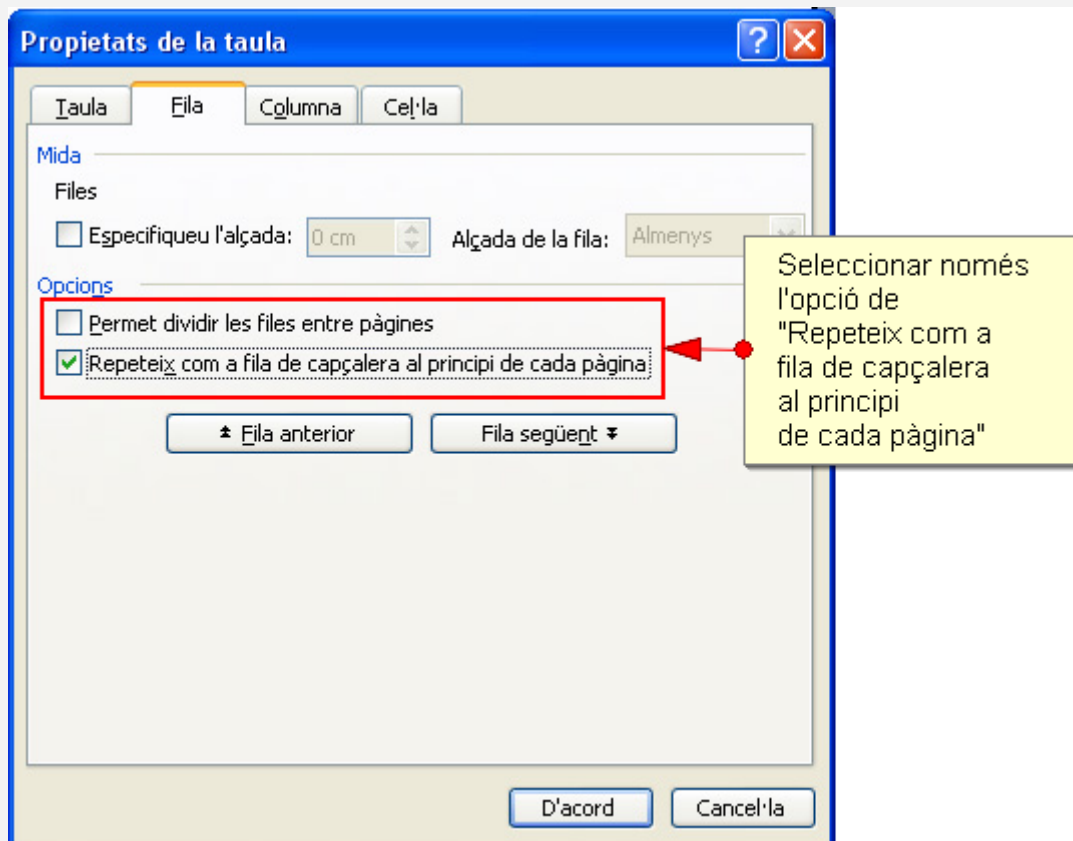 Propietats de la taula
Taula Fila Columna Cel·la
Mida
Files
Especifiqueu l'alçada: 0 cm Alçada de la fila: Almenys
Opcions
Permet dividir les files entre pàgines
Repeteix com a fila de capçalera al principi de cada pàgina
Fila anterior Fila següent
Seleccionar només
l'opció de
"Repeteix com a
fila de capçalera
al principi
de cada pàgina"
D'acord Cancel·la